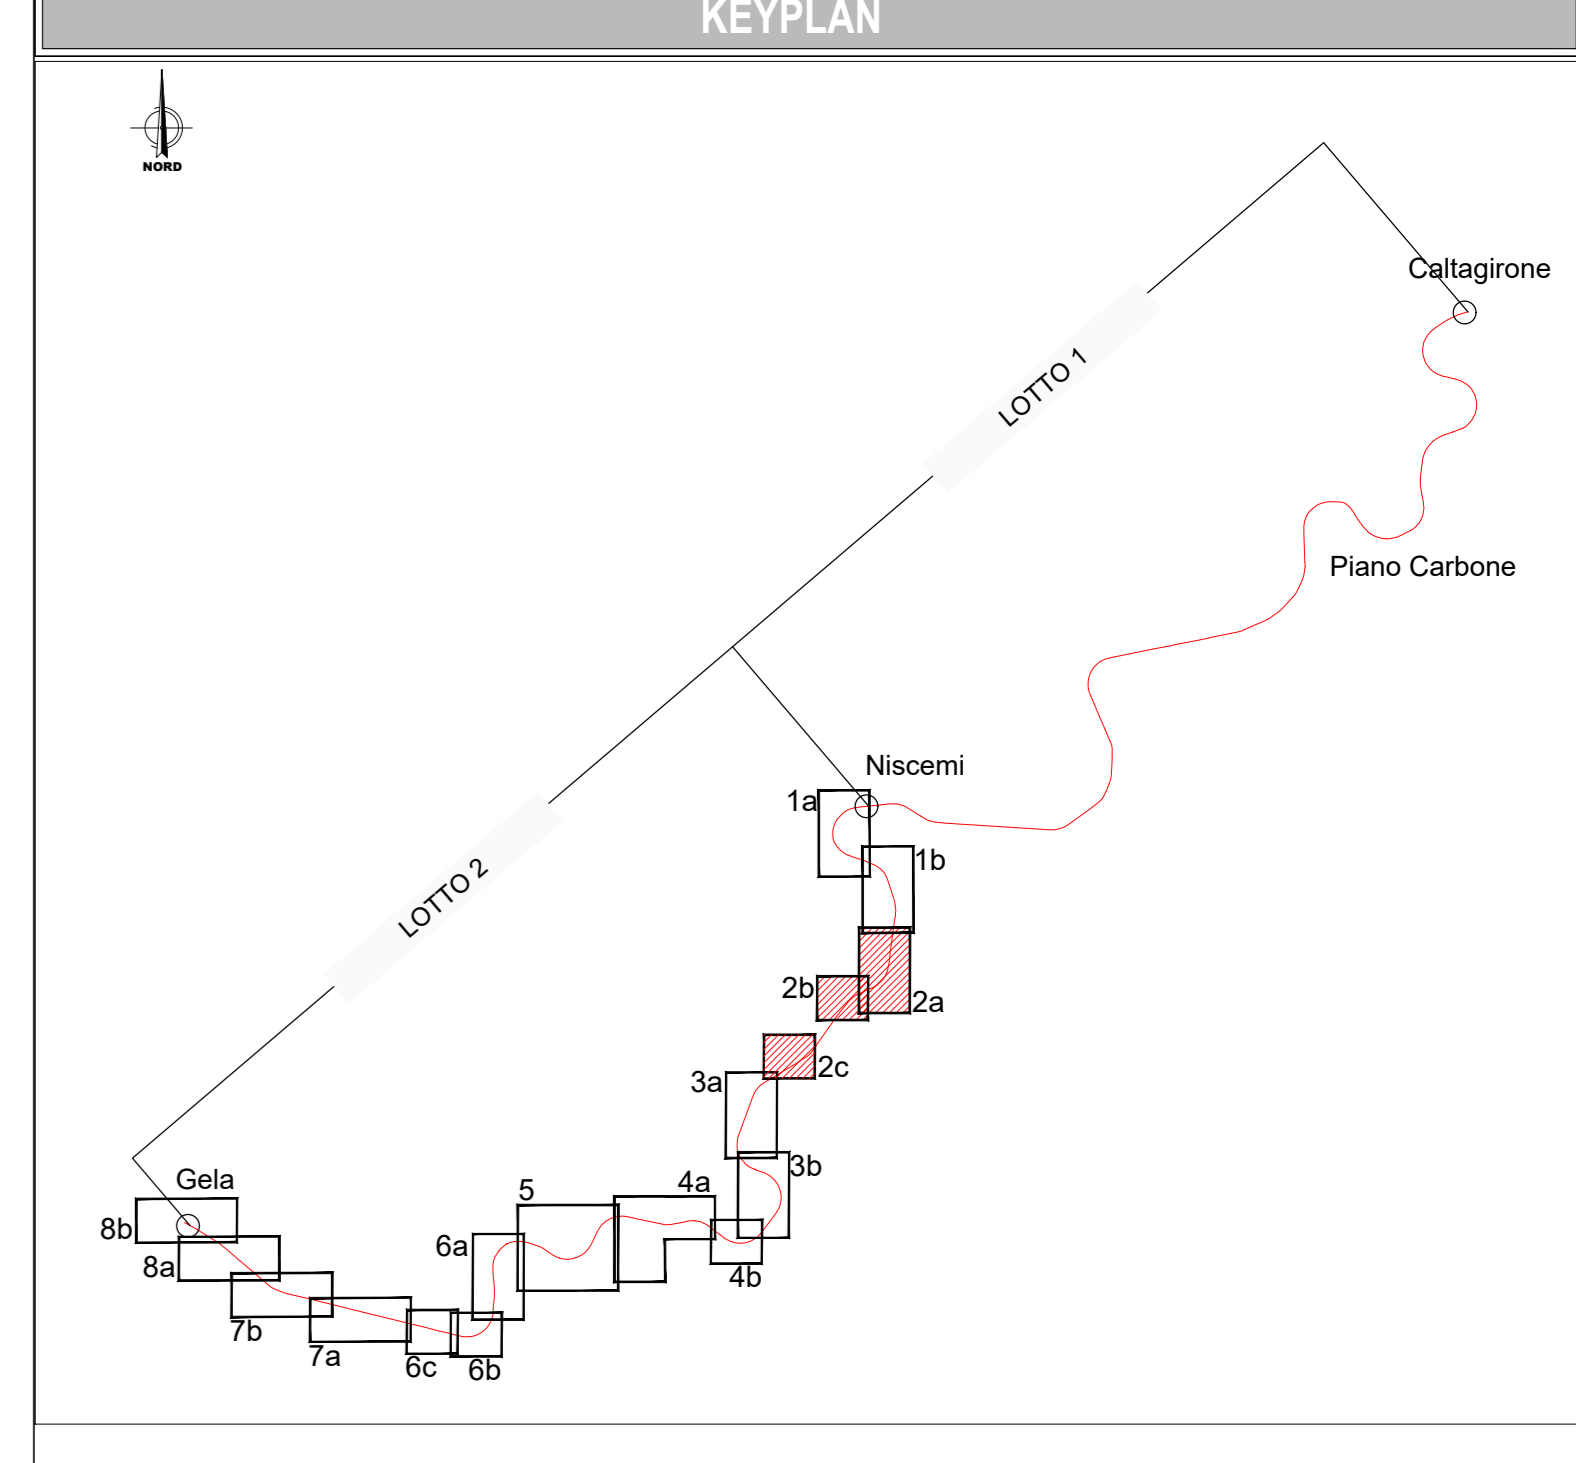 KEYPLAN
NORD
Caltagirone
LOTTO 1
Piano Carbone
Niscemi
1a
1b
LOTTO 2
2b
2a
2c
3a
3b
Gela
4a
5
8b
6a
8a
4b
7b
7a
6c
6b